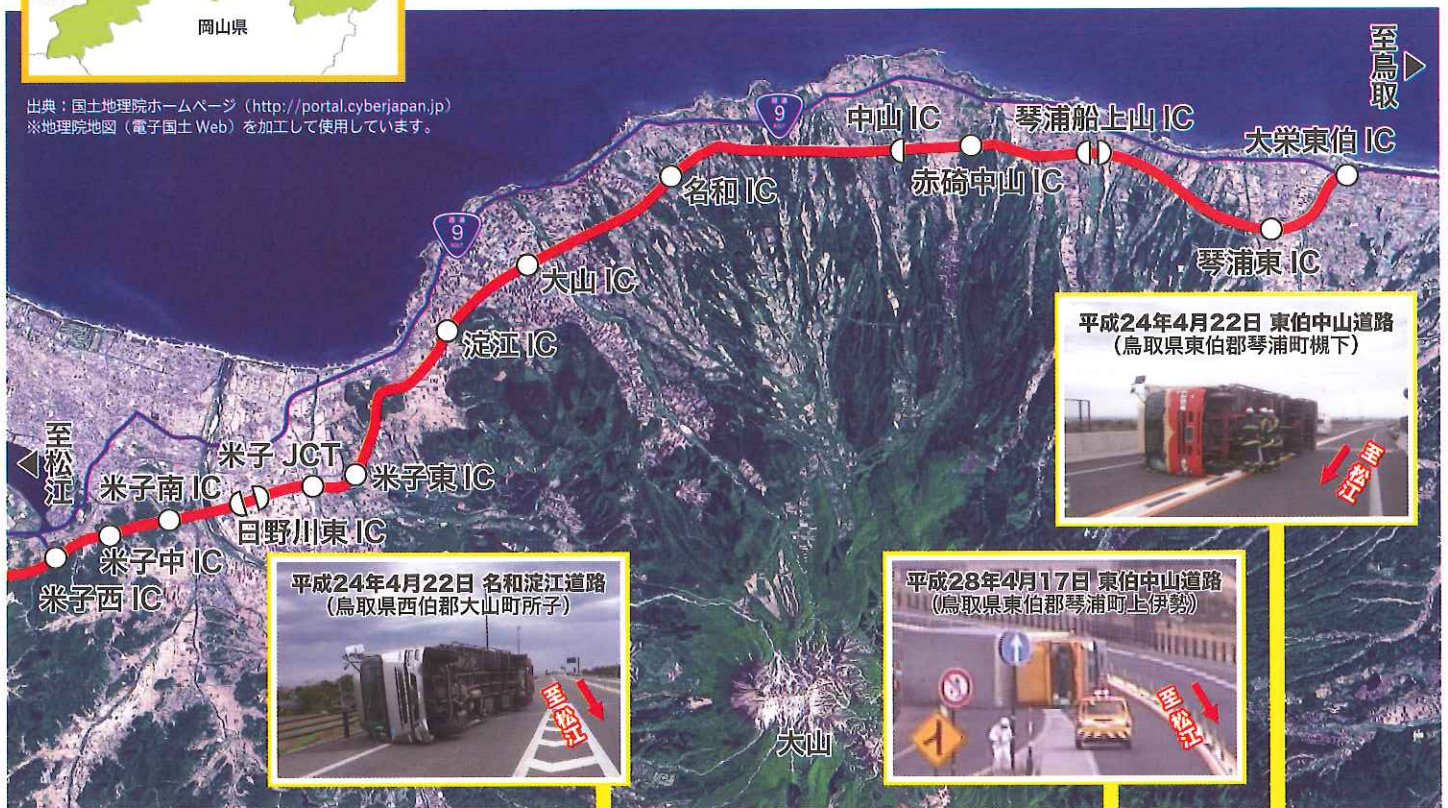 岡山県
出典：国土地理院ホームページ（http://portal.cyberjapan.jp）
※地理院地図（電子国土 Web）を加工して使用しています。
至鳥取
9
中山 IC
琴浦船上山 IC
大栄東伯 IC
名和 IC
赤碕中山 IC
9
琴浦東 IC
大山 IC
淀江 IC
平成24年4月22日 東伯中山道路
（鳥取県東伯郡琴浦町槻下）
至松江
至松江
米子 JCT
米子東 IC
米子南 IC
日野川東 IC
米子中 IC
米子西 IC
平成24年4月22日 名和淀江道路
（鳥取県西伯郡大山町所子）
至松江
平成28年4月17日 東伯中山道路
（鳥取県東伯郡琴浦町上伊勢）
至松江
大山